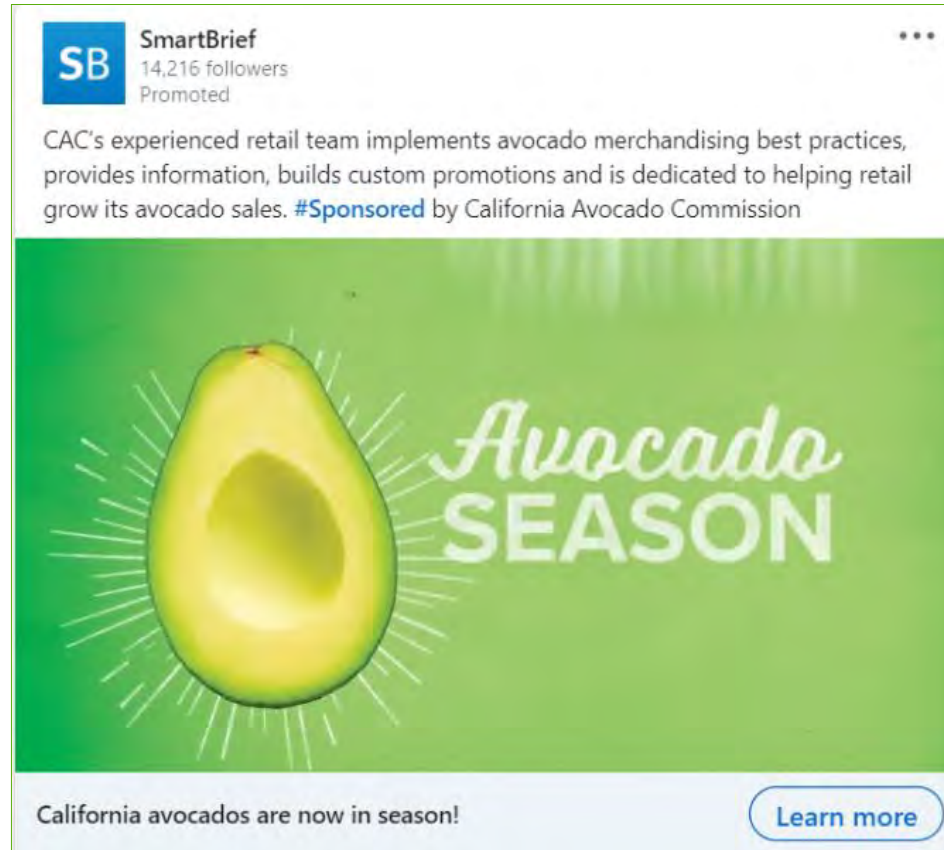 SB
SmartBrief
14,216 followers
Promoted
CAC's experienced retail team implements avocado merchandising best practices,
provides information, builds custom promotions and is dedicated to helping retail
grow its avocado sales. #Sponsored by California Avocado Commission
Avocado
SEASON
California avocados are now in season!
Learn more